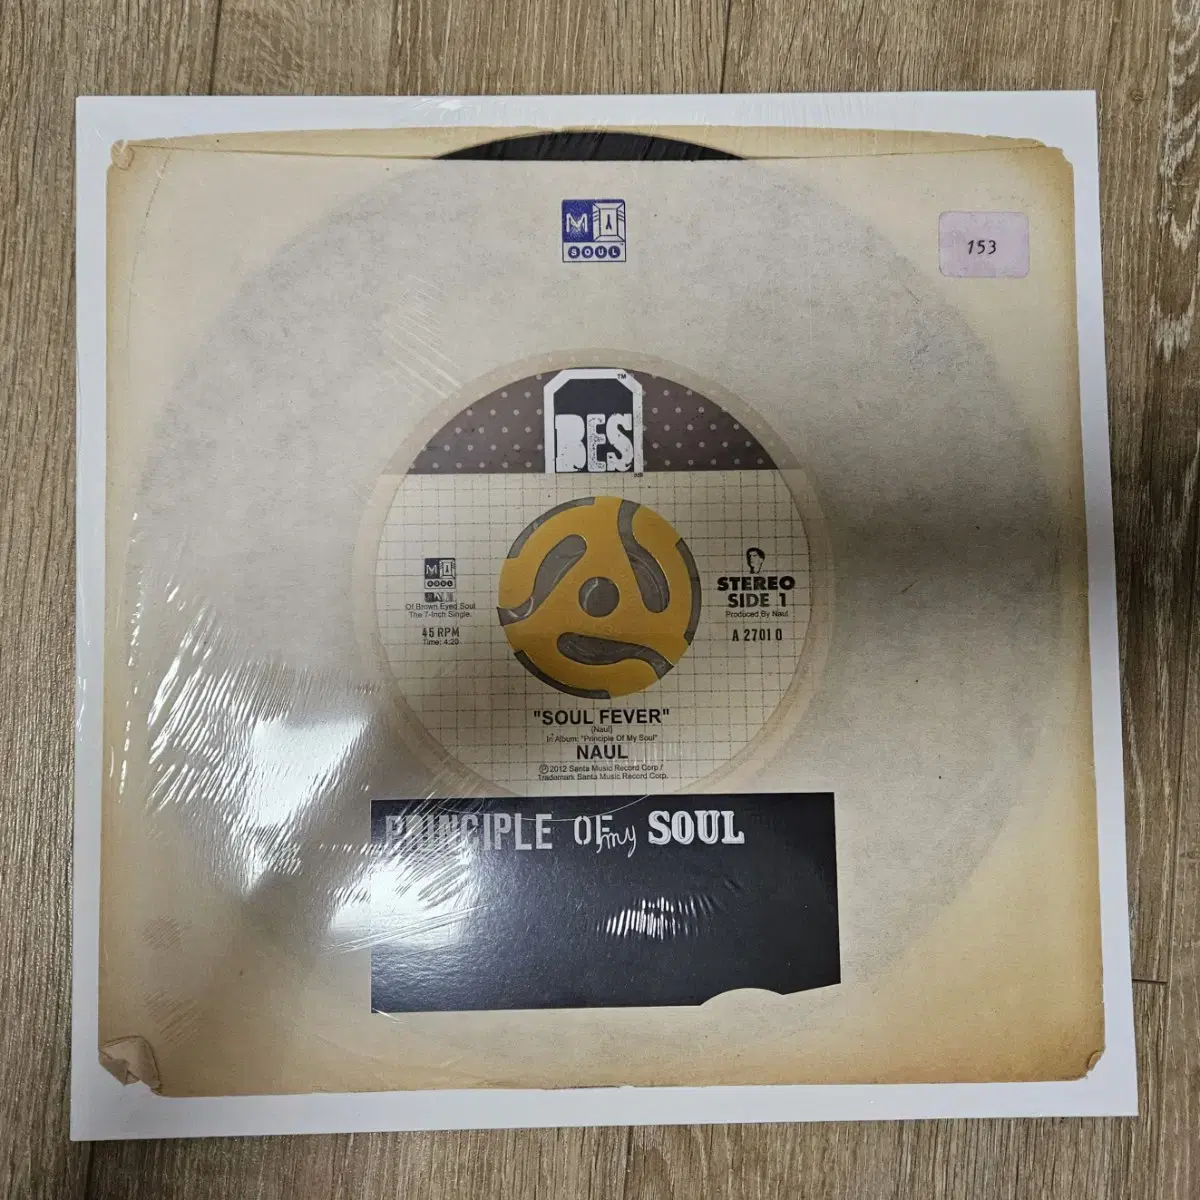 M Y
SOUL
153
TM
BES
M Y
SOUL
Of Brown Eyed Soul
The 7-Inch Single.
45 RPM
Time: 4:20
STEREO
SIDE 1
Produced By Naul
A 2701 0
"SOUL FEVER"
(Naul)
In Album: "Principle Of My Soul"
NAUL
℗2012 Santa Music Record Corp /
Trademark Santa Music Record Corp.
PRINCIPLE OF my SOUL